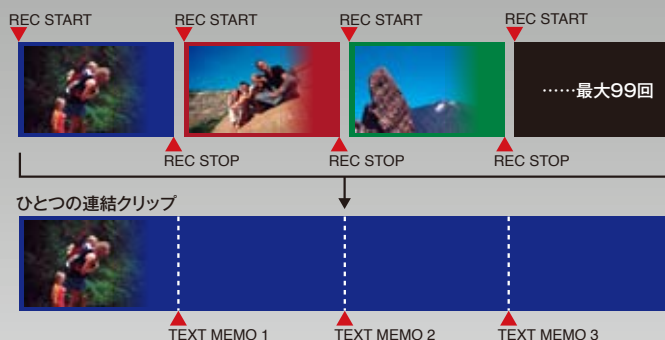 REC START
REC START
REC START
REC START
……最大99回
REC STOP
REC STOP
REC STOP
ひとつの連結クリップ
TEXT MEMO 1
TEXT MEMO 2
TEXT MEMO 3